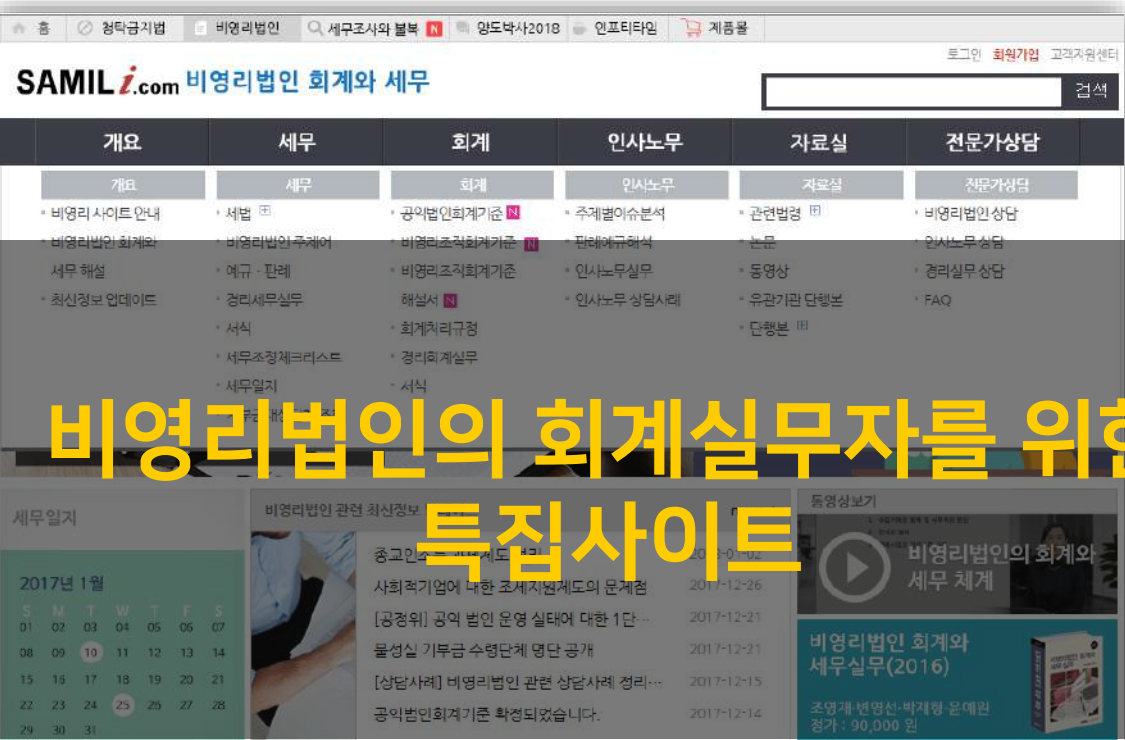 홈 청탁금지법 비영리법인 세무조사와 불복 N 양도박사2018 인포티타임 제품몰
로그인 회원가입 고객지원센터
SAMILi.com 비영리법인 회계와 세무
검색
개요 세무 회계 인사노무 자료실 전문가상담
개요 세무 회계 인사노무 자료실 전문가상담
비영리 사이트 안내 세법 공익법인회계기준 N 주제별이슈분석 관련법령 비영리법인 상담
비영리법인 회계와 비영리법인 주제어 비영리조직회계기준 N 판례예규해석 논문 인사노무 상담
세무 해설 예규 · 판례 비영리조직회계기준 인사노무실무 동영상 경리실무 상담
최신정보 업데이트 경리세무실무 해설서 N 인사노무 상담사례 유관기관 단행본 FAQ
서식 회계처리규정 단행본
세무조정체크리스트 경리회계실무
세무일지 서식
비영리법인의 회계실무자를 위한
특집사이트
세무일지
2017년 1월
S M T W T F S
01 02 03 04 05 06 07
08 09 10 11 12 13 14
15 16 17 18 19 20 21
22 23 24 25 26 27 28
29 30 31
비영리법인 관련 최신정보
사회적기업에 대한 조세지원제도의 문제점 2017-12-26
[공정위] 공익 법인 운영 실태에 대한 1단··· 2017-12-21
불성실 기부금 수령단체 명단 공개 2017-12-21
[상담사례] 비영리법인 관련 상담사례 정리··· 2017-12-15
공익법인회계기준 확정되었습니다. 2017-12-14
동영상보기
비영리법인의 회계와
세무 체계
비영리법인 회계와
세무실무(2016)
조영재·변영선·박재형·윤예원
정가 : 90,000 원